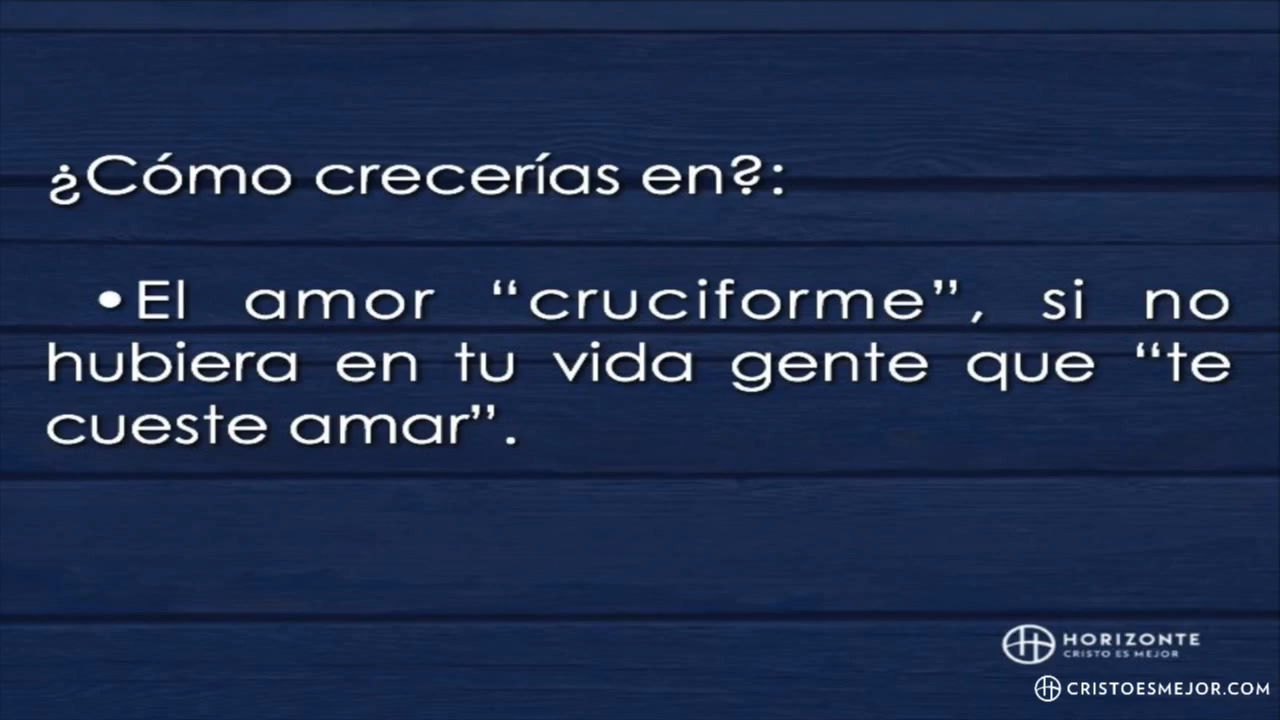 ¿Cómo crecerías en?:
•El amor “cruciforme”, si no
hubiera en tu vida gente que “te
cueste amar”.
HORIZONTE
CRISTO ES MEJOR
CRISTOESMEJOR.COM